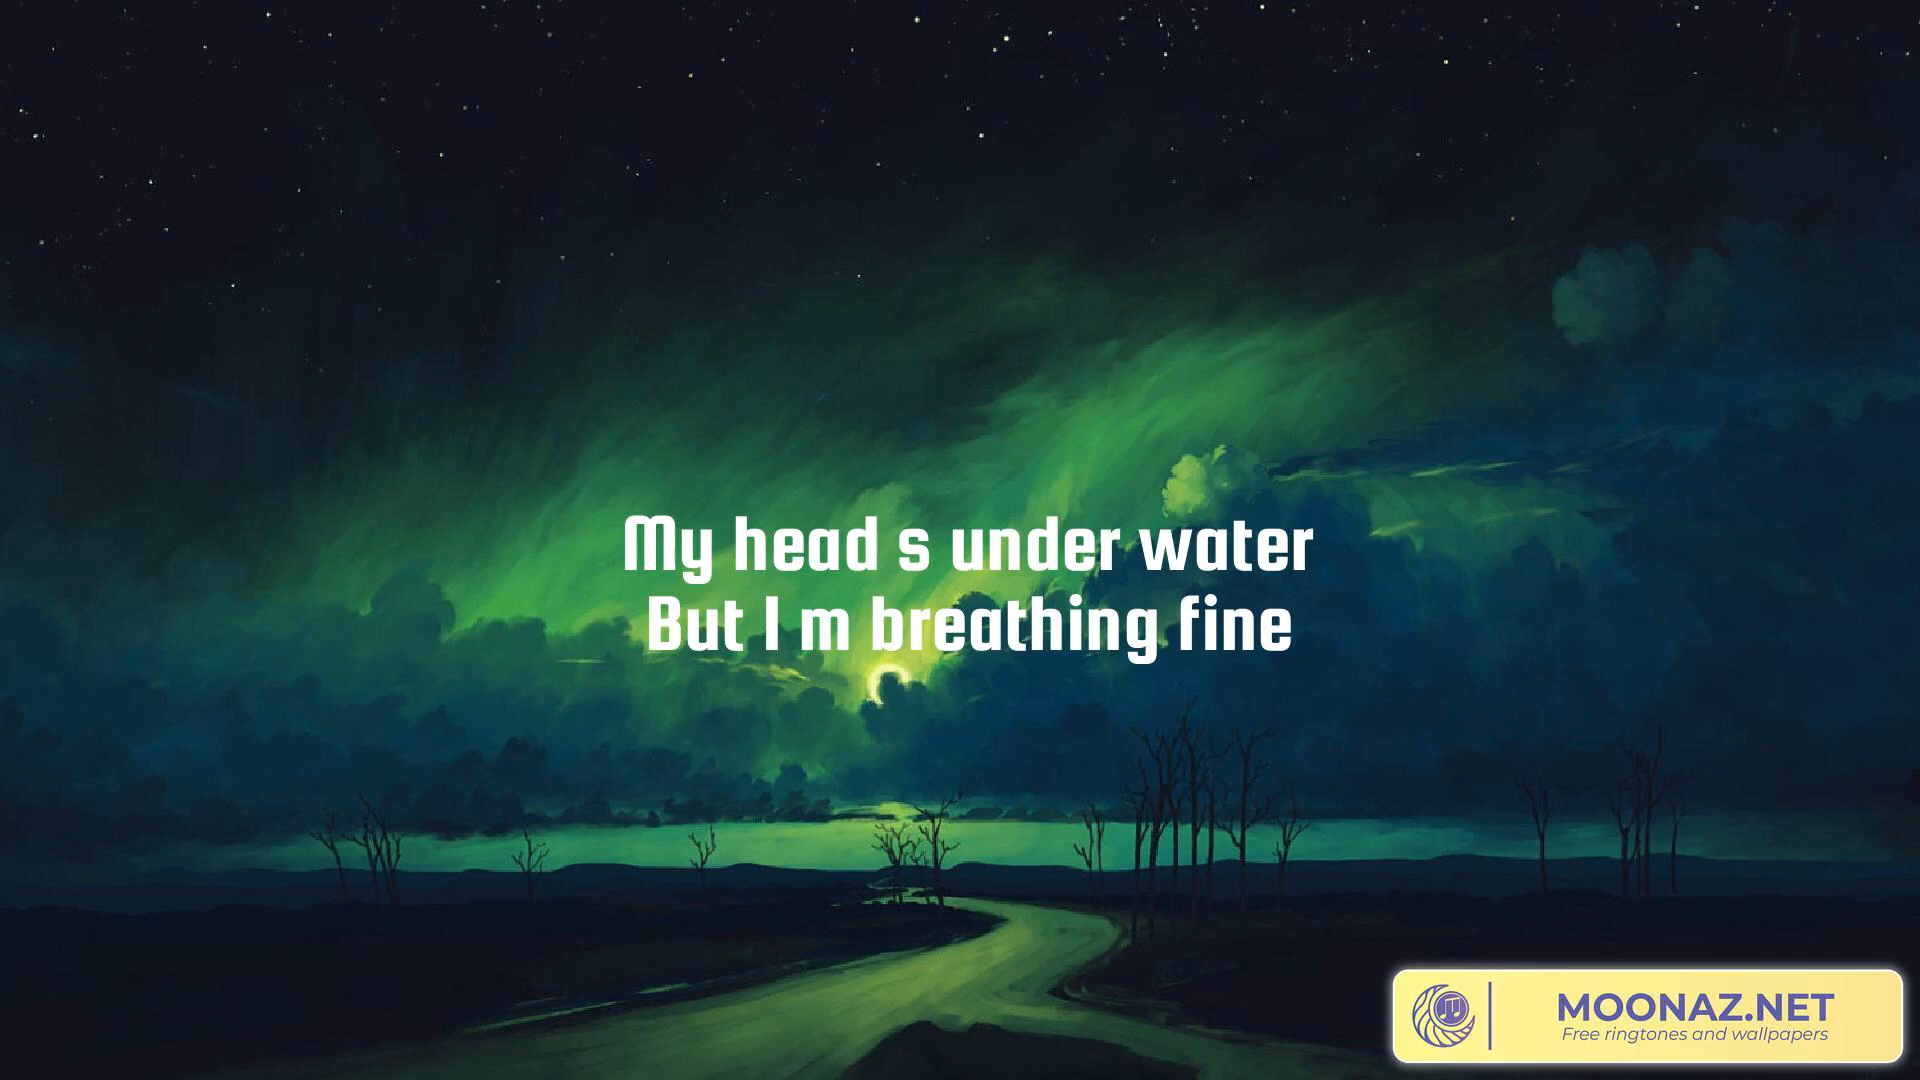 My head s under water
But I m breathing fine
MOONAZ.NET
Free ringtones and wallpapers